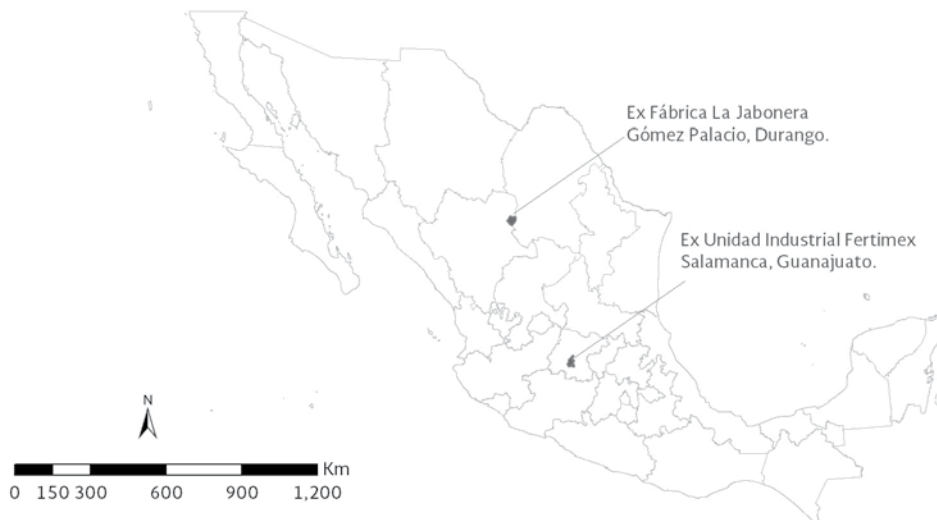 Ex Fábrica La Jabonera
Gómez Palacio, Durango.
Ex Unidad Industrial Fertimex
Salamanca, Guanajuato.
N
Km
0 150 300 600 900 1,200